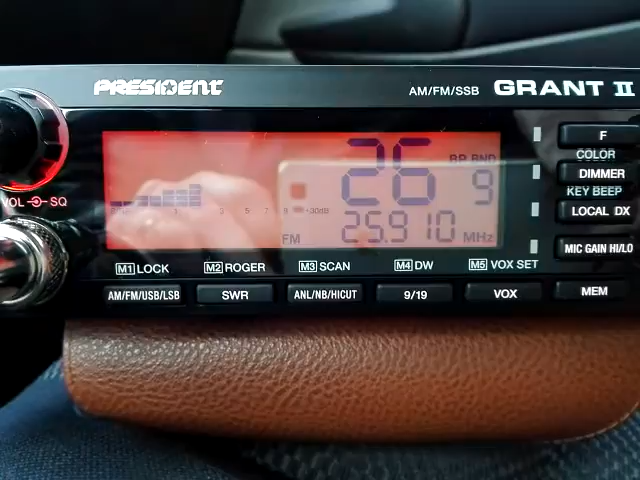 PRESIDENT
AM/FM/SSB
GRANT II
F
COLOR
DIMMER
KEY BEEP
LOCAL DX
MIC GAIN HI/LO
MEM
VOL SQ
26
RP BND
9
1 3 5 7 9 +30dB
FM
25.910 MHz
M1 LOCK
M2 ROGER
M3 SCAN
M4 DW
M5 VOX SET
AM/FM/USB/LSB
SWR
ANL/NB/HICUT
9/19
VOX